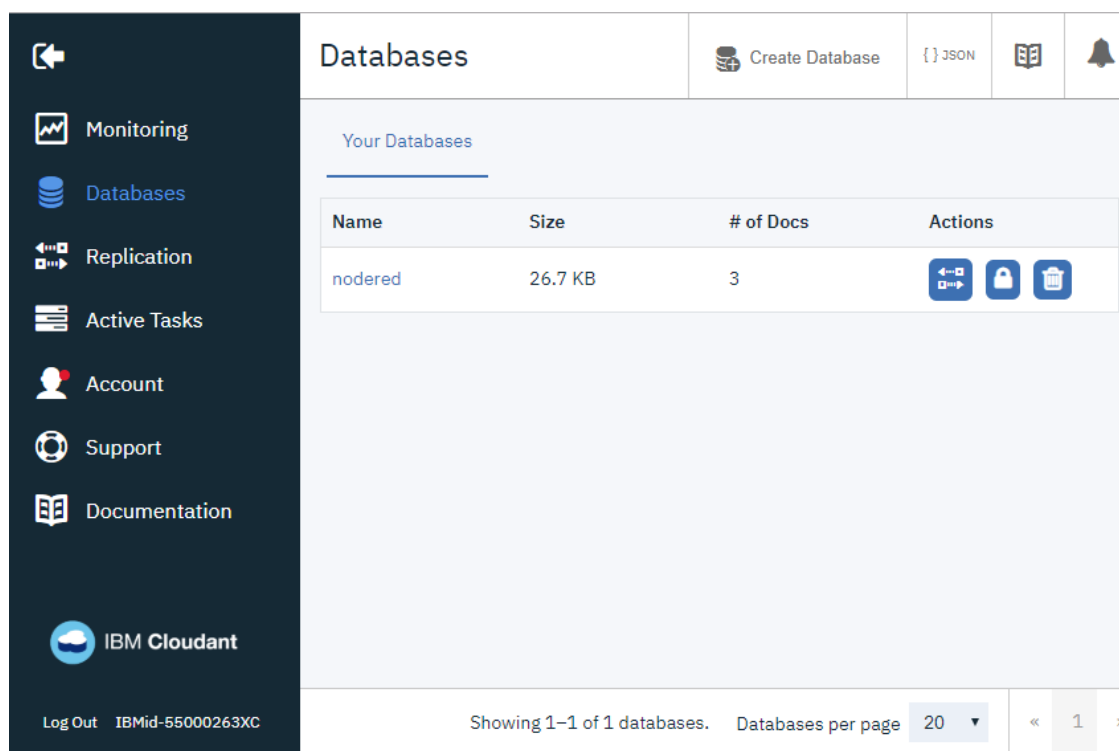 Databases
Create Database
{ } JSON
Monitoring
Databases
Replication
Active Tasks
Account
Support
Documentation
IBM Cloudant
Log Out IBMid-55000263XC
Your Databases
Name Size # of Docs Actions
nodered 26.7 KB 3
Showing 1–1 of 1 databases. Databases per page 20 « 1